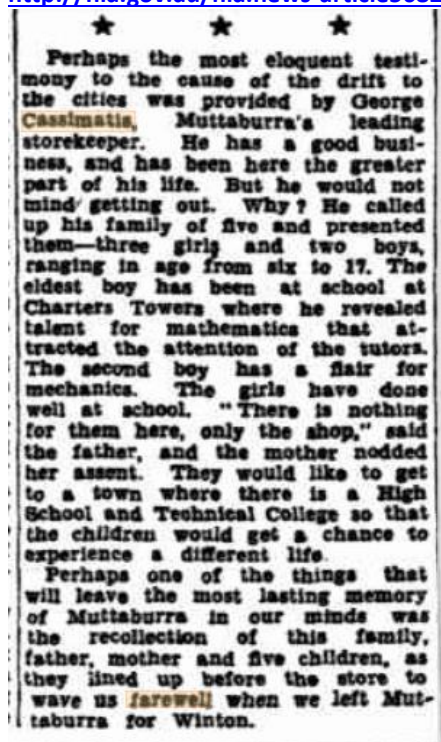 ★ ★ ★
Perhaps the most eloquent testi-
mony to the cause of the drift to
the cities was provided by George
Cassimatis, Muttaburra's leading
storekeeper. He has a good busi-
ness, and has been here the greater
part of his life. But he would not
mind getting out. Why? He called
up his family of five and presented
them—three girls and two boys,
ranging in age from six to 17. The
eldest boy has been at school at
Charters Towers where he revealed
talent for mathematics that at-
tracted the attention of the tutors.
The second boy has a flair for
mechanics. The girls have done
well at school. "There is nothing
for them here, only the shop," said
the father, and the mother nodded
her assent. They would like to get
to a town where there is a High
School and Technical College so that
the children would get a chance to
experience a different life.
Perhaps one of the things that
will leave the most lasting memory
of Muttaburra in our minds was
the recollection of this family,
father, mother and five children, as
they lined up before the store to
wave us farewell when we left Mut-
taburra for Winton.